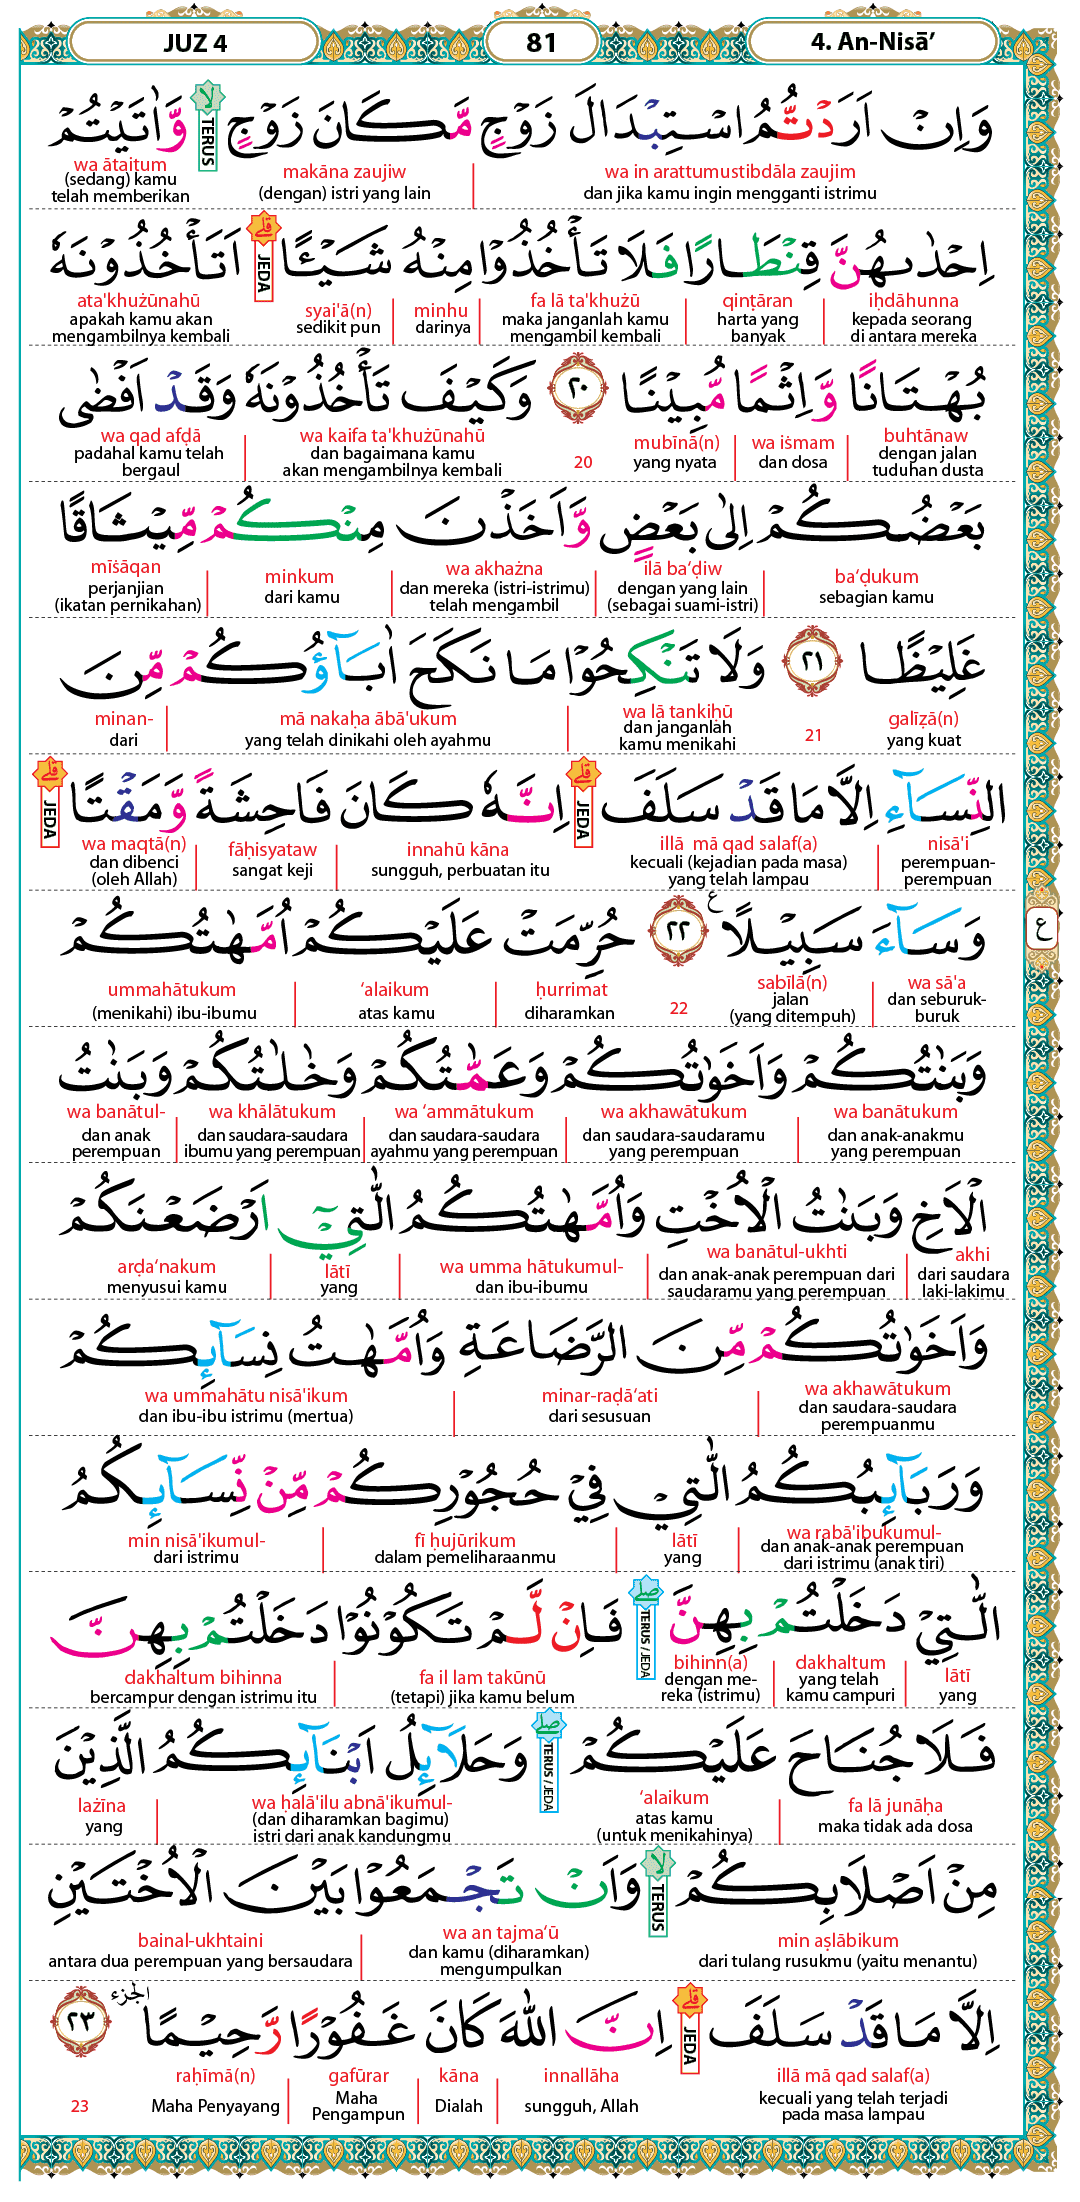 JUZ 4 81 4. An-Nisā’
وَاِنْ اَرَدْتُّمُ اسْتِبْدَالَ زَوْجٍ مَّكَانَ زَوْجٍ ۙ وَّاٰتَيْتُمْ
TERUS
wa in arattumustibdāla zaujim | makāna zaujiw | wa ātaitum
dan jika kamu ingin mengganti istrimu | (dengan) istri yang lain | (sedang) kamu telah memberikan
اِحْدٰىهُنَّ قِنْطَارًا فَلَا تَأْخُذُوْا مِنْهُ شَيْـًٔا ۗ اَتَأْخُذُوْنَهٗ
JEDA
iḥdāhunna | qinṭāran | fa lā ta'khużū | minhu | syai'ā(n) | ata'khużūnahū
kepada seorang di antara mereka | harta yang banyak | maka janganlah kamu mengambil kembali | darinya | sedikit pun | apakah kamu akan mengambilnya kembali
بُهْتَانًا وَّاِثْمًا مُّبِيْنًا ٢٠ وَكَيْفَ تَأْخُذُوْنَهٗ وَقَدْ اَفْضٰى
buhtānaw | wa iṡmam | mubīnā(n) | 20 | wa kaifa ta'khużūnahū | wa qad afḍā
dengan jalan tuduhan dusta | dan dosa | yang nyata | dan bagaimana kamu akan mengambilnya kembali | padahal kamu telah bergaul
بَعْضُكُمْ اِلٰى بَعْضٍ وَّاَخَذْنَ مِنْكُمْ مِّيْثَاقًا
ba‘ḍukum | ilā ba‘ḍiw | wa akhażna | minkum | mīṡāqan
sebagian kamu | dengan yang lain (sebagai suami-istri) | dan mereka (istri-istrimu) telah mengambil | dari kamu | perjanjian (ikatan pernikahan)
غَلِيْظًا ٢١ وَلَا تَنْكِحُوْا مَا نَكَحَ اٰبَاۤؤُكُمْ مِّنَ
galīẓā(n) | 21 | wa lā tankiḥū | mā nakaḥa ābā'ukum | minan-
yang kuat | dan janganlah kamu menikahi | yang telah dinikahi oleh ayahmu | dari
النِّسَاۤءِ اِلَّا مَا قَدْ سَلَفَ ۗ اِنَّهٗ كَانَ فَاحِشَةً وَّمَقْتًا ۗ
JEDA JEDA
nisā'i | illā mā qad salaf(a) | innahū kāna | fāḥisyataw | wa maqtā(n)
perempuan-perempuan | kecuali (kejadian pada masa) yang telah lampau | sungguh, perbuatan itu | sangat keji | dan dibenci (oleh Allah)
وَسَاۤءَ سَبِيْلًا ࣖ ٢٢ حُرِّمَتْ عَلَيْكُمْ اُمَّهٰتُكُمْ
ع
wa sā'a | sabīlā(n) | 22 | ḥurrimat | ‘alaikum | ummahātukum
dan seburuk-buruk | jalan (yang ditempuh) | diharamkan | atas kamu | (menikahi) ibu-ibumu
وَبَنٰتُكُمْ وَاَخَوٰتُكُمْ وَعَمّٰتُكُمْ وَخٰلٰتُكُمْ وَبَنٰتُ
wa banātukum | wa akhawātukum | wa ‘ammātukum | wa khālātukum | wa banātul-
dan anak-anakmu yang perempuan | dan saudara-saudaramu yang perempuan | dan saudara-saudara ayahmu yang perempuan | dan saudara-saudara ibumu yang perempuan | dan anak perempuan
الْاَخِ وَبَنٰتُ الْاُخْتِ وَاُمَّهٰتُكُمُ الّٰتِيْٓ اَرْضَعْنَكُمْ
akhi | wa banātul-ukhti | wa umma hātukumul- | lātī | arḍa‘nakum
dari saudara laki-lakimu | dan anak-anak perempuan dari saudaramu yang perempuan | dan ibu-ibumu | yang | menyusui kamu
وَاَخَوٰتُكُمْ مِّنَ الرَّضَاعَةِ وَاُمَّهٰتُ نِسَاۤىِٕكُمْ
wa akhawātukum | minar-raḍā‘ati | wa ummahātu nisā'ikum
dan saudara-saudara perempuanmu | dari sesusuan | dan ibu-ibu istrimu (mertua)
وَرَبَاۤىِٕبُكُمُ الّٰتِيْ فِيْ حُجُوْرِكُمْ مِّنْ نِّسَاۤىِٕكُمُ
wa rabā'ibukumul- | lātī | fī ḥujūrikum | min nisā'ikumul-
dan anak-anak perempuan dari istrimu (anak tiri) | yang | dalam pemeliharaanmu | dari istrimu
الّٰتِيْ دَخَلْتُمْ بِهِنَّ ۖ فَاِنْ لَّمْ تَكُوْنُوْا دَخَلْتُمْ بِهِنَّ
TERUS / JEDA
lātī | dakhaltum | bihinn(a) | fa il lam takūnū | dakhaltum bihinna
yang | yang telah kamu campuri | dengan mereka (istrimu) | (tetapi) jika kamu belum | bercampur dengan istrimu itu
فَلَا جُنَاحَ عَلَيْكُمْ ۖ وَحَلَاۤىِٕلُ اَبْنَاۤىِٕكُمُ الَّذِيْنَ
TERUS / JEDA
fa lā junāḥa | ‘alaikum | wa ḥalā'ilu abnā'ikumul- | lażīna
maka tidak ada dosa | atas kamu (untuk menikahinya) | (dan diharamkan bagimu) istri dari anak kandungmu | yang
مِنْ اَصْلَابِكُمْ ۙ وَاَنْ تَجْمَعُوْا بَيْنَ الْاُخْتَيْنِ
TERUS
min aṣlābikum | wa an tajma‘ū | bainal-ukhtaini
dari tulang rusukmu (yaitu menantu) | dan kamu (diharamkan) mengumpulkan | antara dua perempuan yang bersaudara
اِلَّا مَا قَدْ سَلَفَ ۗ اِنَّ اللّٰهَ كَانَ غَفُوْرًا رَّحِيْمًا ٢٣ الجزء
JEDA
illā mā qad salaf(a) | innallāha | kāna | gafūrar | raḥīmā(n) | 23
kecuali yang telah terjadi pada masa lampau | sungguh, Allah | Dialah | Maha Pengampun | Maha Penyayang